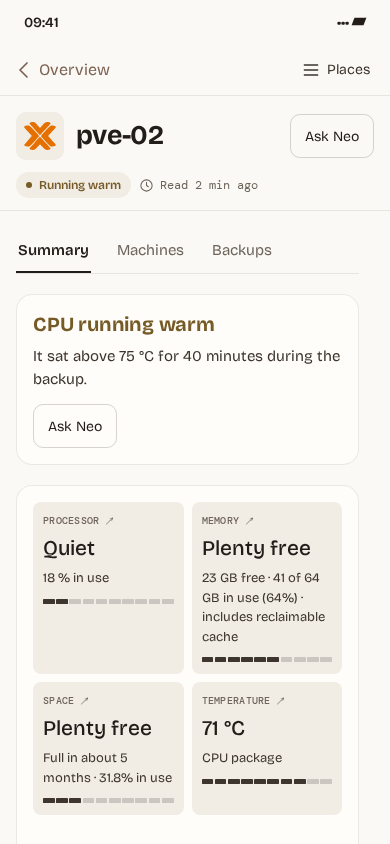 09:41
Overview
Places
pve-02
Ask Neo
Running warm
Read 2 min ago
Summary
Machines
Backups
CPU running warm
It sat above 75 °C for 40 minutes during the
backup.
Ask Neo
PROCESSOR ↗
Quiet
18 % in use
MEMORY ↗
Plenty free
23 GB free · 41 of 64
GB in use (64%) ·
includes reclaimable
cache
SPACE ↗
Plenty free
Full in about 5
months · 31.8% in use
TEMPERATURE ↗
71 °C
CPU package